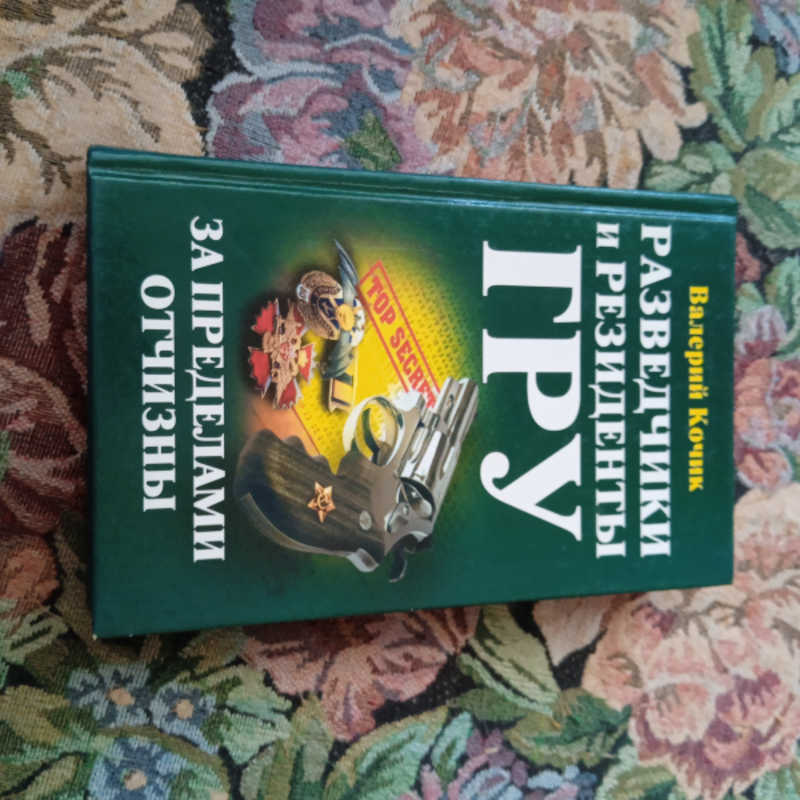 Валерий Кочик
РАЗВЕДЧИКИ
И РЕЗИДЕНТЫ
ГРУ
TOP SECRET
ЗА ПРЕДЕЛАМИ
ОТЧИЗНЫ